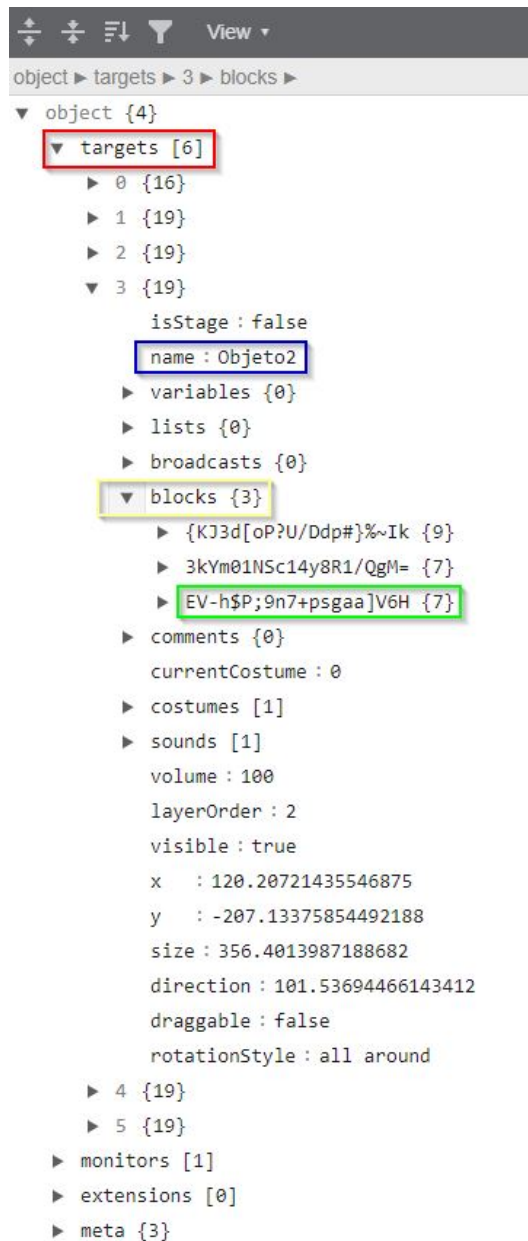 View ▾
object ► targets ► 3 ► blocks ►
▼ object {4}
▼ targets [6]
► 0 {16}
► 1 {19}
► 2 {19}
▼ 3 {19}
isStage : false
name : Objeto2
► variables {0}
► lists {0}
► broadcasts {0}
▼ blocks {3}
► {KJ3d[oP?U/Ddp#}%~Ik {9}
► 3kYm01NSc14y8R1/QgM= {7}
► EV-h$P;9n7+psgaa]V6H {7}
► comments {0}
currentCostume : 0
► costumes [1]
► sounds [1]
volume : 100
layerOrder : 2
visible : true
x : 120.20721435546875
y : -207.13375854492188
size : 356.4013987188682
direction : 101.53694466143412
draggable : false
rotationStyle : all around
► 4 {19}
► 5 {19}
► monitors [1]
► extensions [0]
► meta {3}